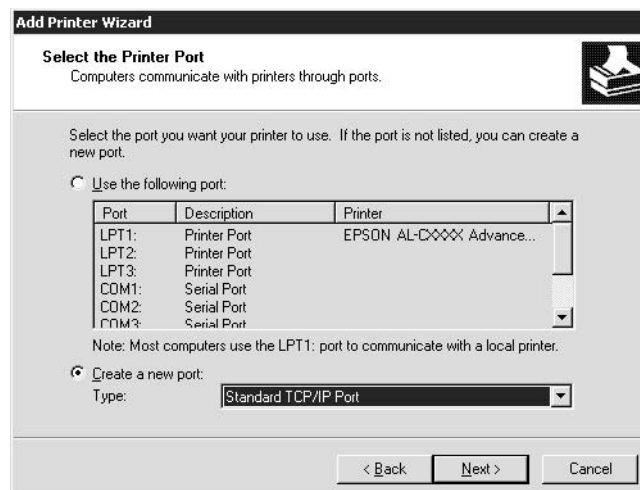 Add Printer Wizard
Select the Printer Port
Computers communicate with printers through ports.
Select the port you want your printer to use. If the port is not listed, you can create a
new port.
Use the following port:
Port Description Printer
LPT1: Printer Port EPSON AL-CXXXX Advance...
LPT2: Printer Port
LPT3: Printer Port
COM1: Serial Port
COM2: Serial Port
COM3: Serial Port
Note: Most computers use the LPT1: port to communicate with a local printer.
Create a new port:
Type: Standard TCP/IP Port
< Back Next > Cancel